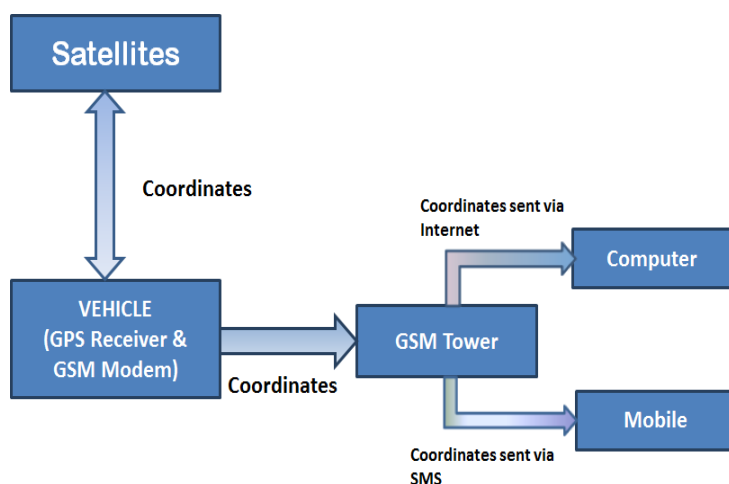 Satellites
Coordinates
VEHICLE
(GPS Receiver &
GSM Modem)
Coordinates
GSM Tower
Coordinates sent via
Internet
Computer
Coordinates sent via
SMS
Mobile